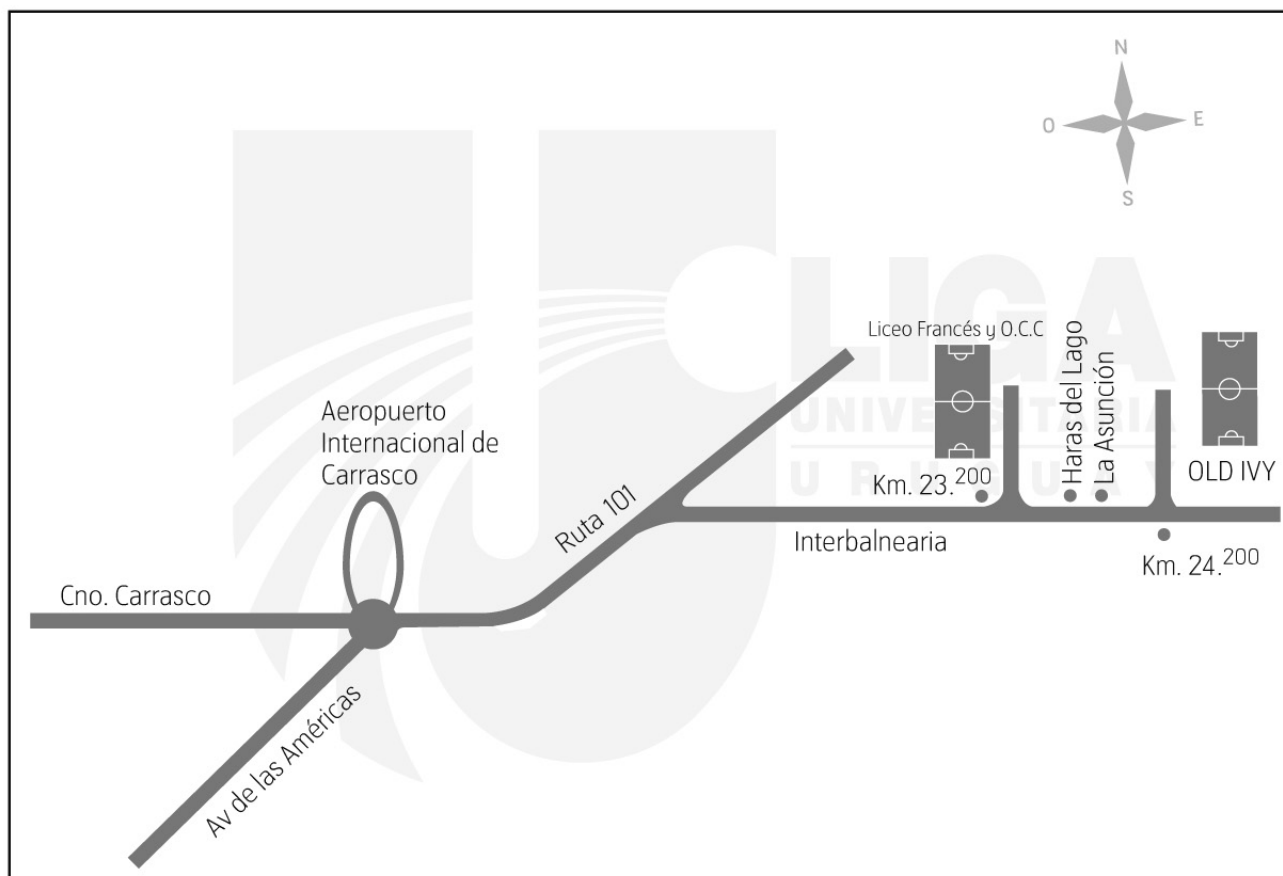 N
O
E
S
LIGA
UNIVERSITARIA
URUGUAY
Liceo Francés y O.C.C
Haras del Lago
La Asunción
OLD IVY
Km. 23.200
Aeropuerto
Internacional de
Carrasco
Ruta 101
Interbalnearia
Km. 24.200
Cno. Carrasco
Av de las Américas